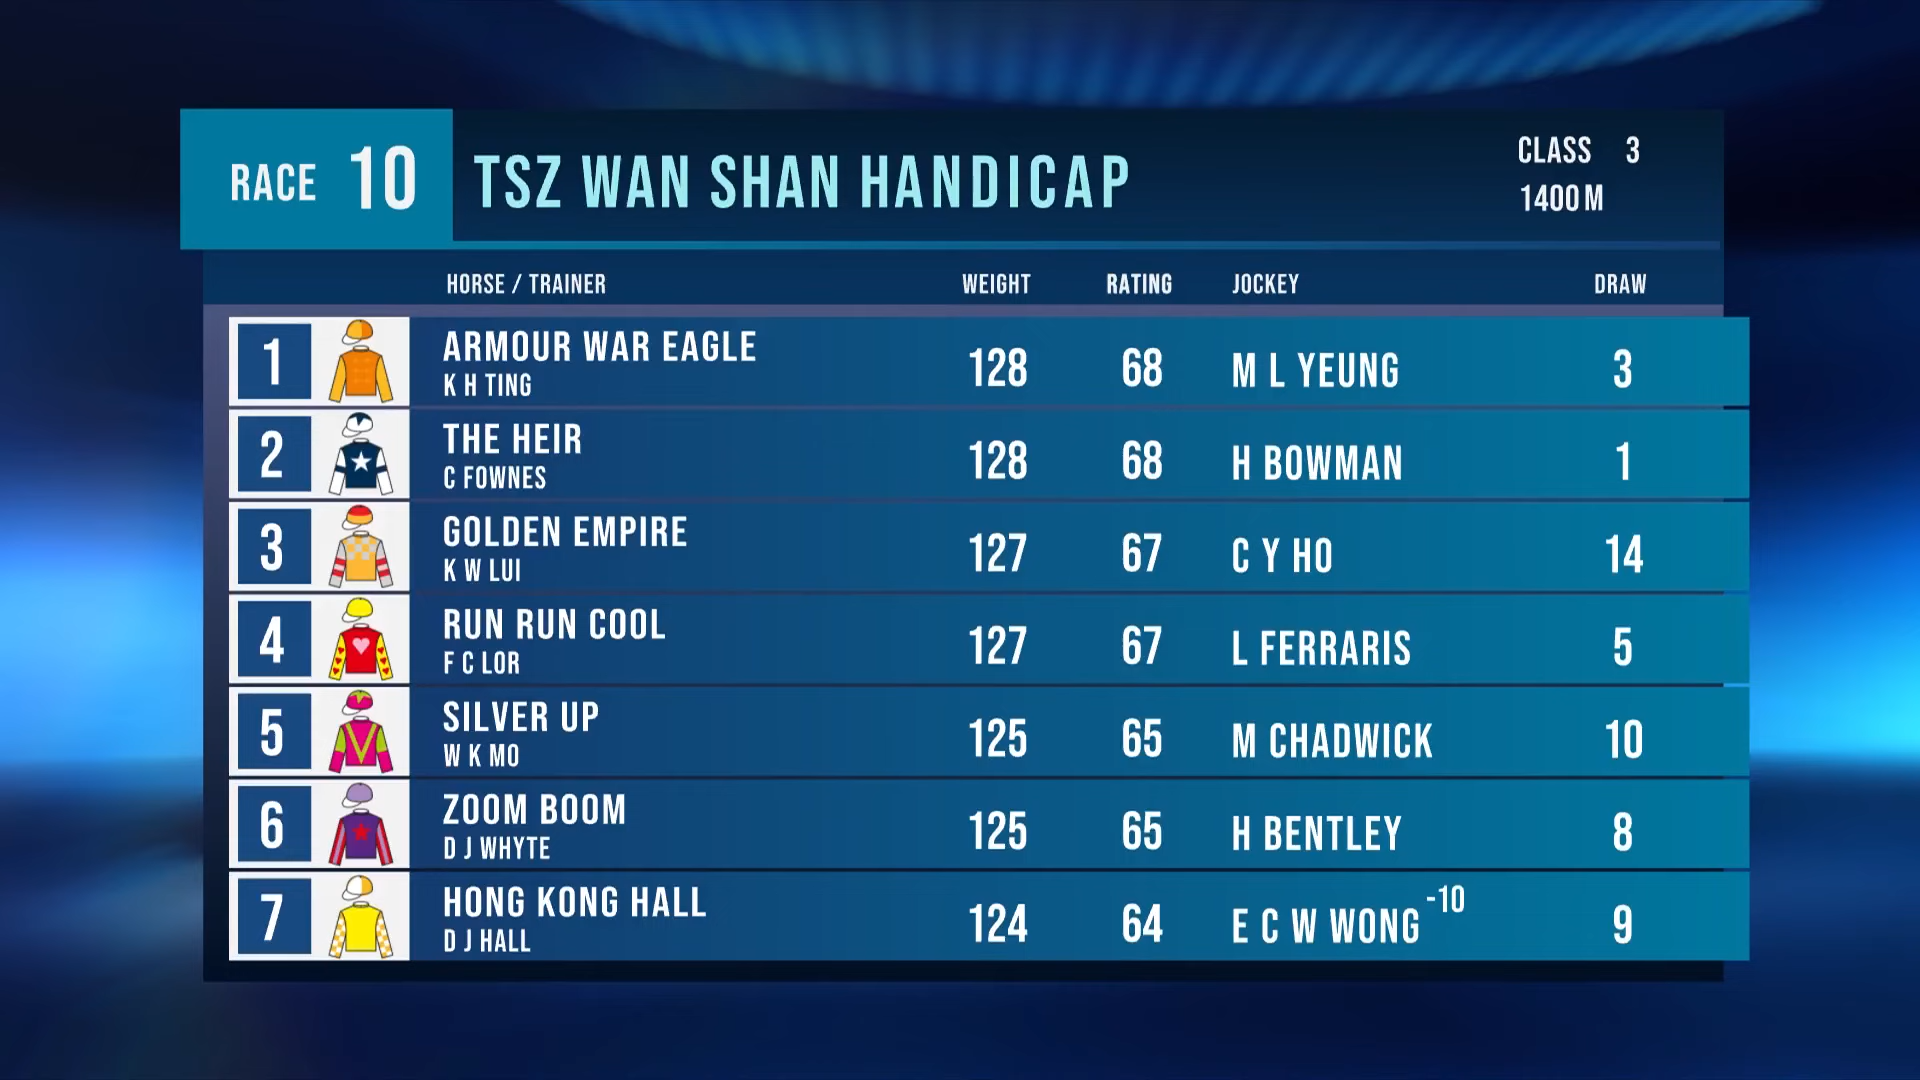 RACE 10
TSZ WAN SHAN HANDICAP
CLASS 3
1400 M
HORSE / TRAINER WEIGHT RATING JOCKEY DRAW
1 ARMOUR WAR EAGLE 128 68 M L YEUNG 3
K H TING
2 THE HEIR 128 68 H BOWMAN 1
C FOWNES
3 GOLDEN EMPIRE 127 67 C Y HO 14
K W LUI
4 RUN RUN COOL 127 67 L FERRARIS 5
F C LOR
5 SILVER UP 125 65 M CHADWICK 10
W K MO
6 ZOOM BOOM 125 65 H BENTLEY 8
D J WHYTE
7 HONG KONG HALL 124 64 E C W WONG -10 9
D J HALL